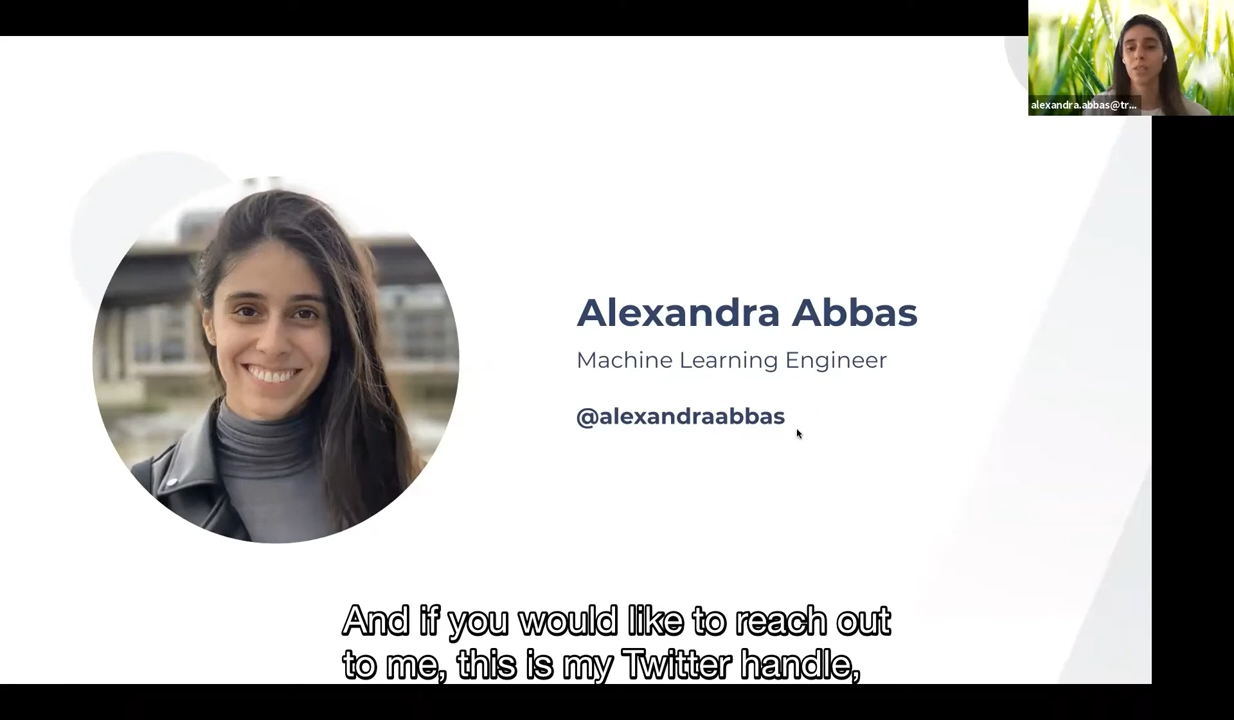 alexandra.abbas@tr...
Alexandra Abbas
Machine Learning Engineer
@alexandraabbas
And if you would like to reach out
to me, this is my Twitter handle,